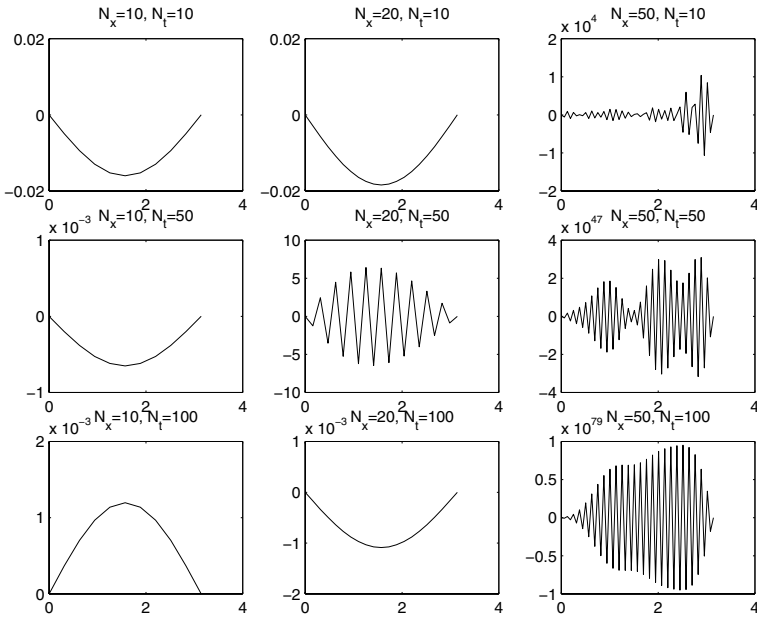 N_x=10, N_t=10
0.02
0
−0.02
0 2 4
N_x=20, N_t=10
0.02
0
−0.02
0 2 4
N_x=50, N_t=10
x 10^4
2
1
0
−1
−2
0 2 4
N_x=10, N_t=50
x 10^−3
1
0
−1
0 2 4
N_x=20, N_t=50
10
5
0
−5
−10
0 2 4
N_x=50, N_t=50
x 10^47
4
2
0
−2
−4
0 2 4
N_x=10, N_t=100
x 10^−3
2
1
0
0 2 4
N_x=20, N_t=100
x 10^−3
1
0
−1
−2
0 2 4
N_x=50, N_t=100
x 10^79
1
0.5
0
−0.5
−1
0 2 4